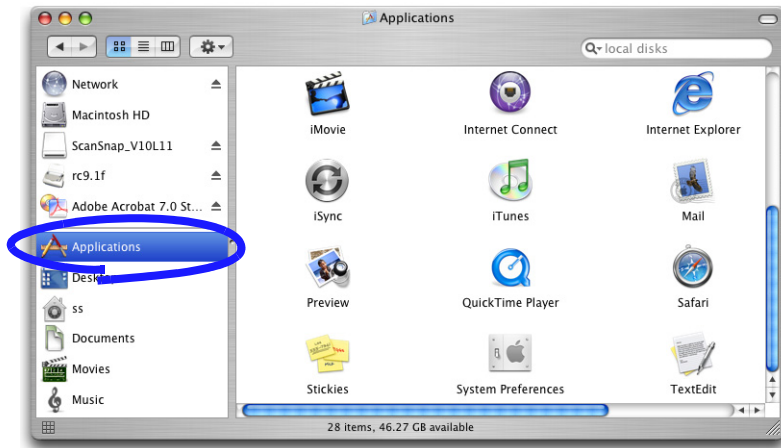 Applications
local disks
Network
Macintosh HD
ScanSnap_V10L11
rc9.1f
Adobe Acrobat 7.0 St...
Applications
ss
Documents
Movies
Music
iMovie
Internet Connect
Internet Explorer
iSync
iTunes
Mail
Preview
QuickTime Player
Safari
Stickies
System Preferences
TextEdit
28 items, 46.27 GB available